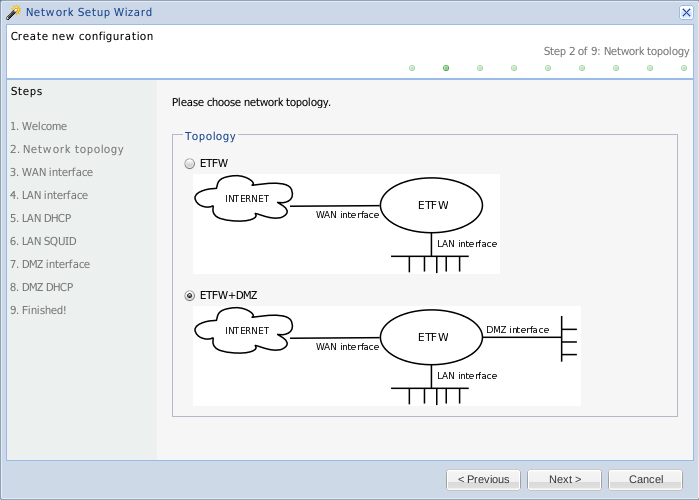 Network Setup Wizard
Create new configuration
Step 2 of 9: Network topology
Steps
1. Welcome
2. Network topology
3. WAN interface
4. LAN interface
5. LAN DHCP
6. LAN SQUID
7. DMZ interface
8. DMZ DHCP
9. Finished!
Please choose network topology.
Topology
ETFW
INTERNET
WAN interface
ETFW
LAN interface
ETFW+DMZ
INTERNET
WAN interface
ETFW
DMZ interface
LAN interface
< Previous
Next >
Cancel